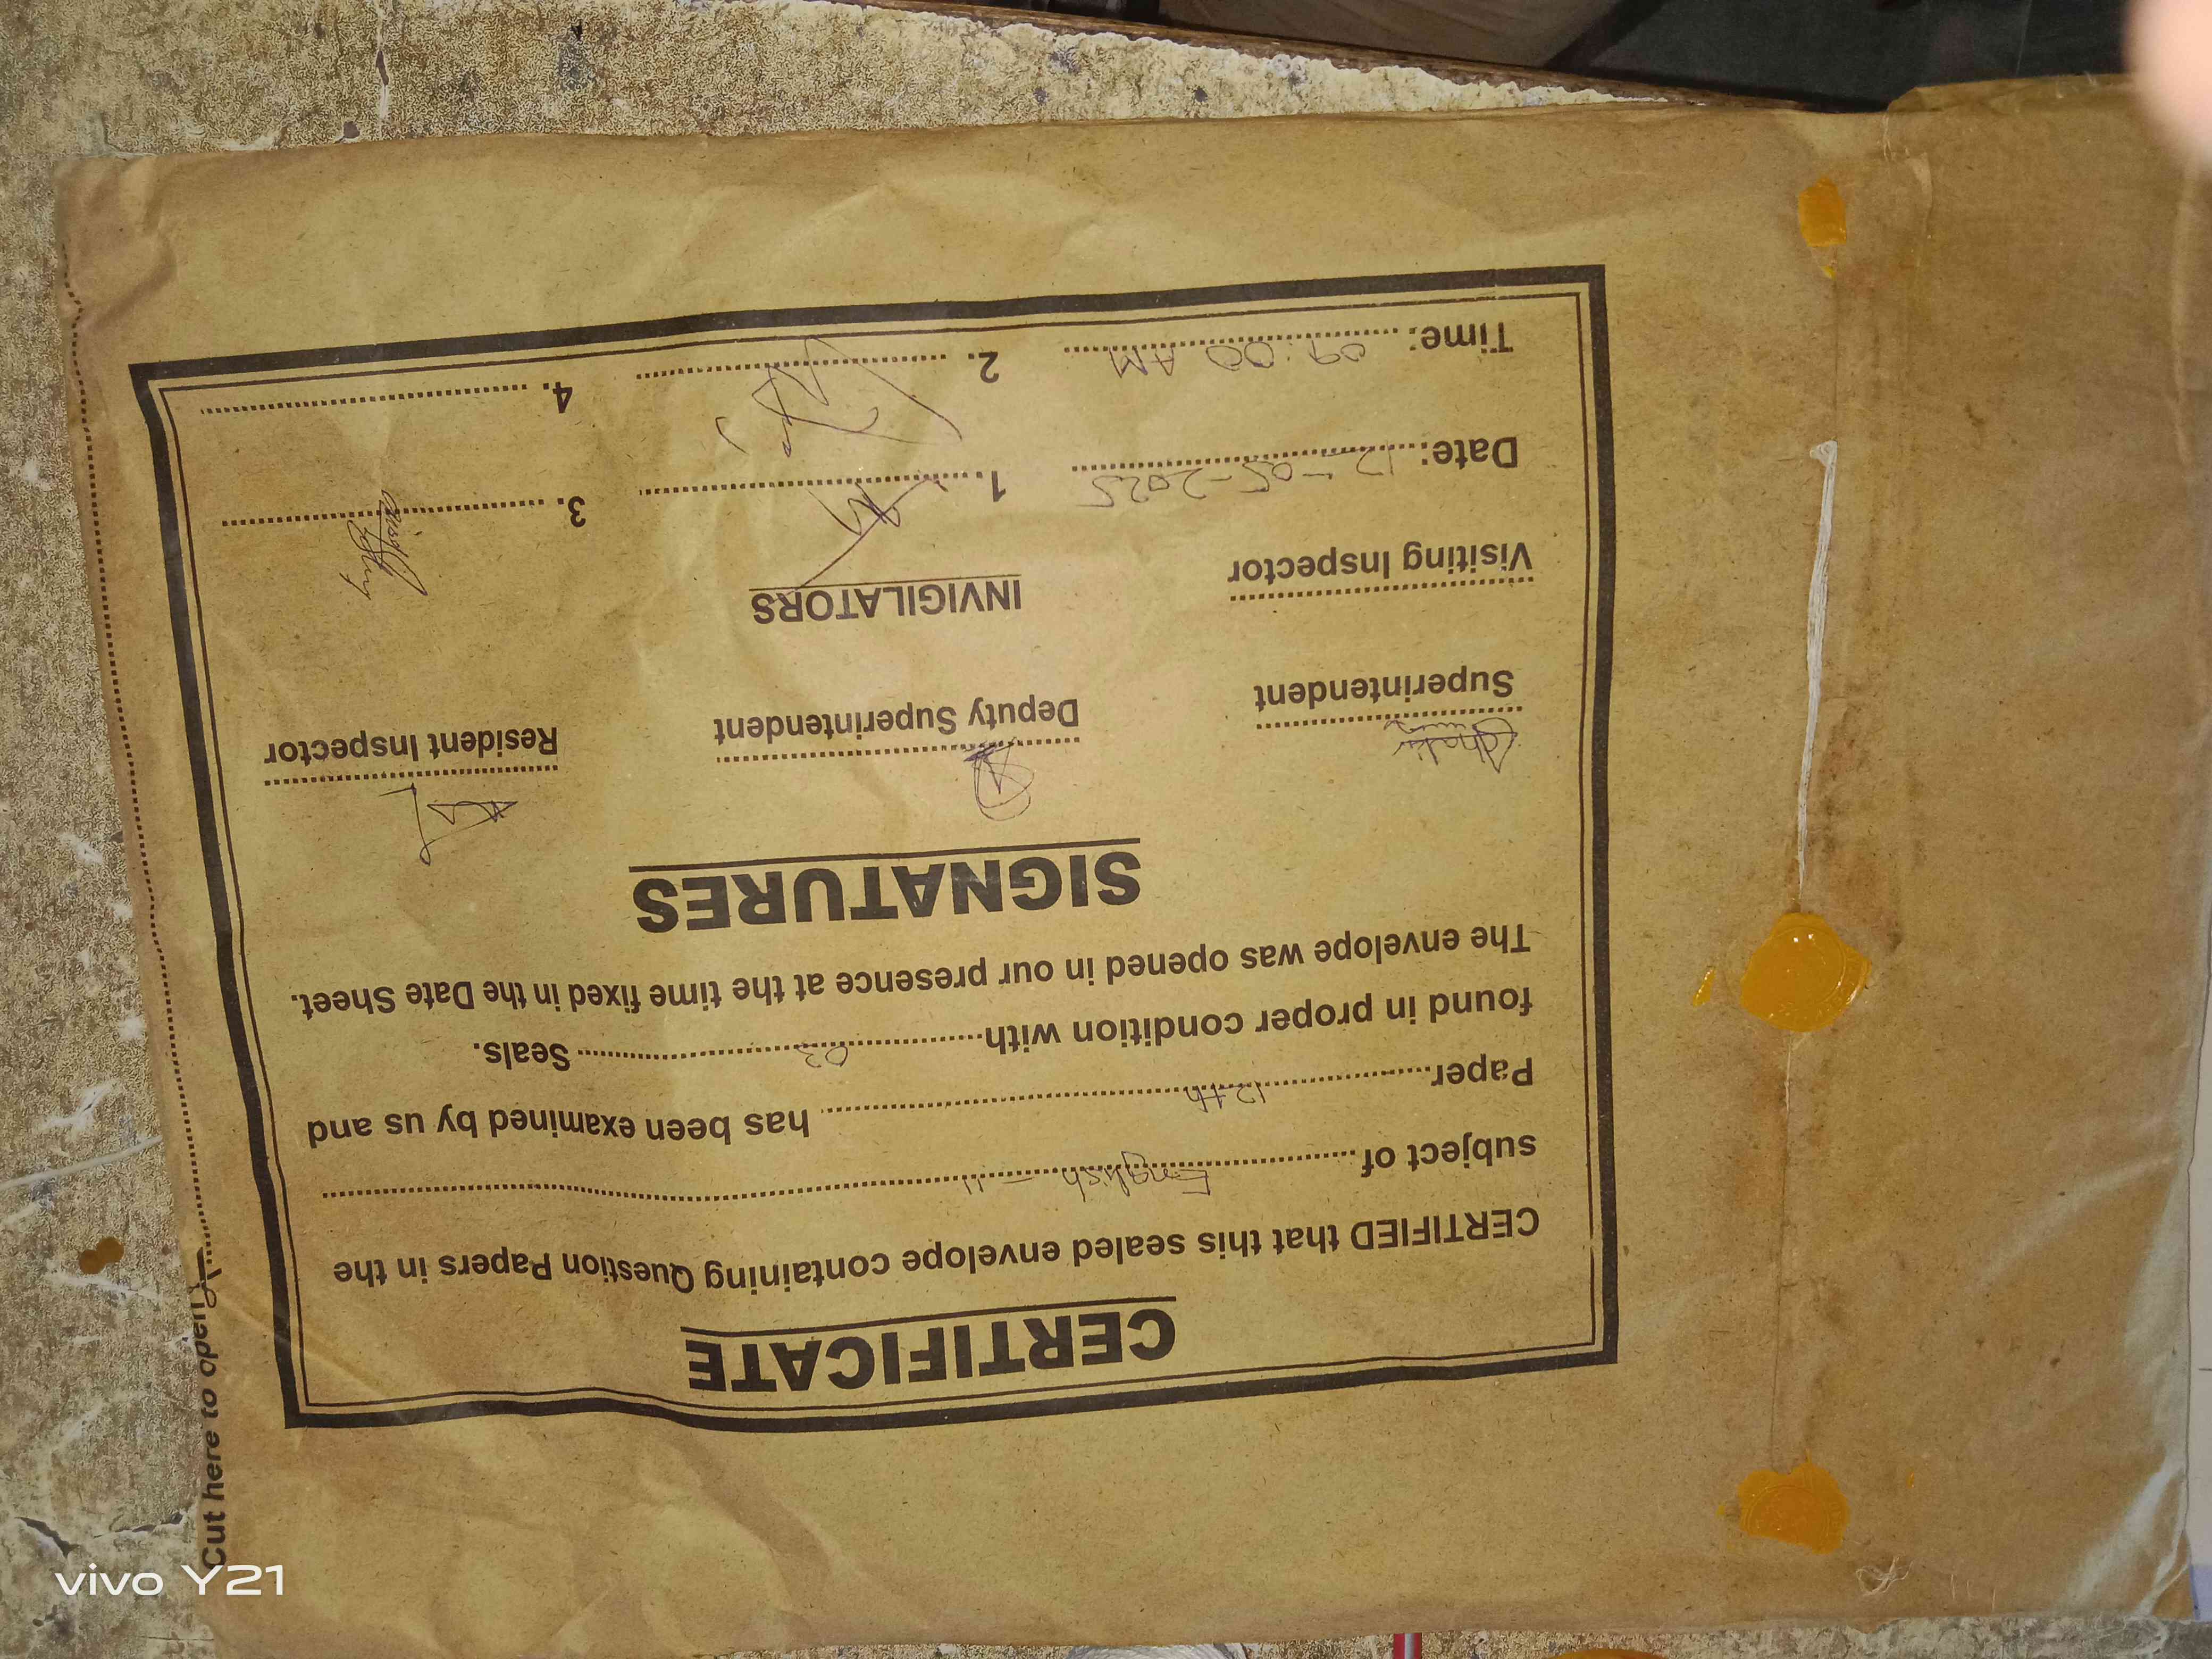 CERTIFICATE
CERTIFIED that this sealed envelope containing Question Papers in the
subject of English - 11
Paper 12th has been examined by us and
found in proper condition with 03 Seals.
The envelope was opened in our presence at the time fixed in the Date Sheet.
SIGNATURES
Superintendent Deputy Superintendent Resident Inspector
Visiting Inspector INVIGILATORS
Date: 12-05-2025 1. 3.
Time: 09:00 AM 2. 4.
Cut here to open
vivo Y21